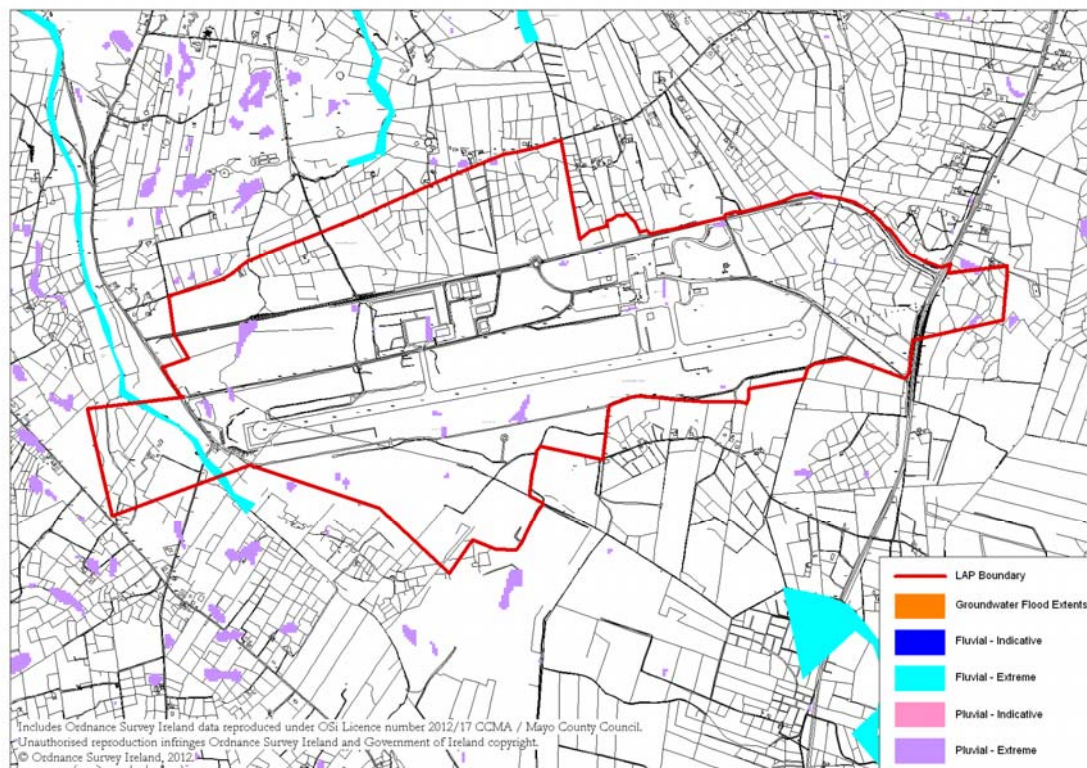 LAP Boundary
Groundwater Flood Extents
Fluvial - Indicative
Fluvial - Extreme
Pluvial - Indicative
Pluvial - Extreme
Includes Ordnance Survey Ireland data reproduced under OSi Licence number 2012/17 CCMA / Mayo County Council.
Unauthorised reproduction infringes Ordnance Survey Ireland and Government of Ireland copyright.
© Ordnance Survey Ireland, 2012.